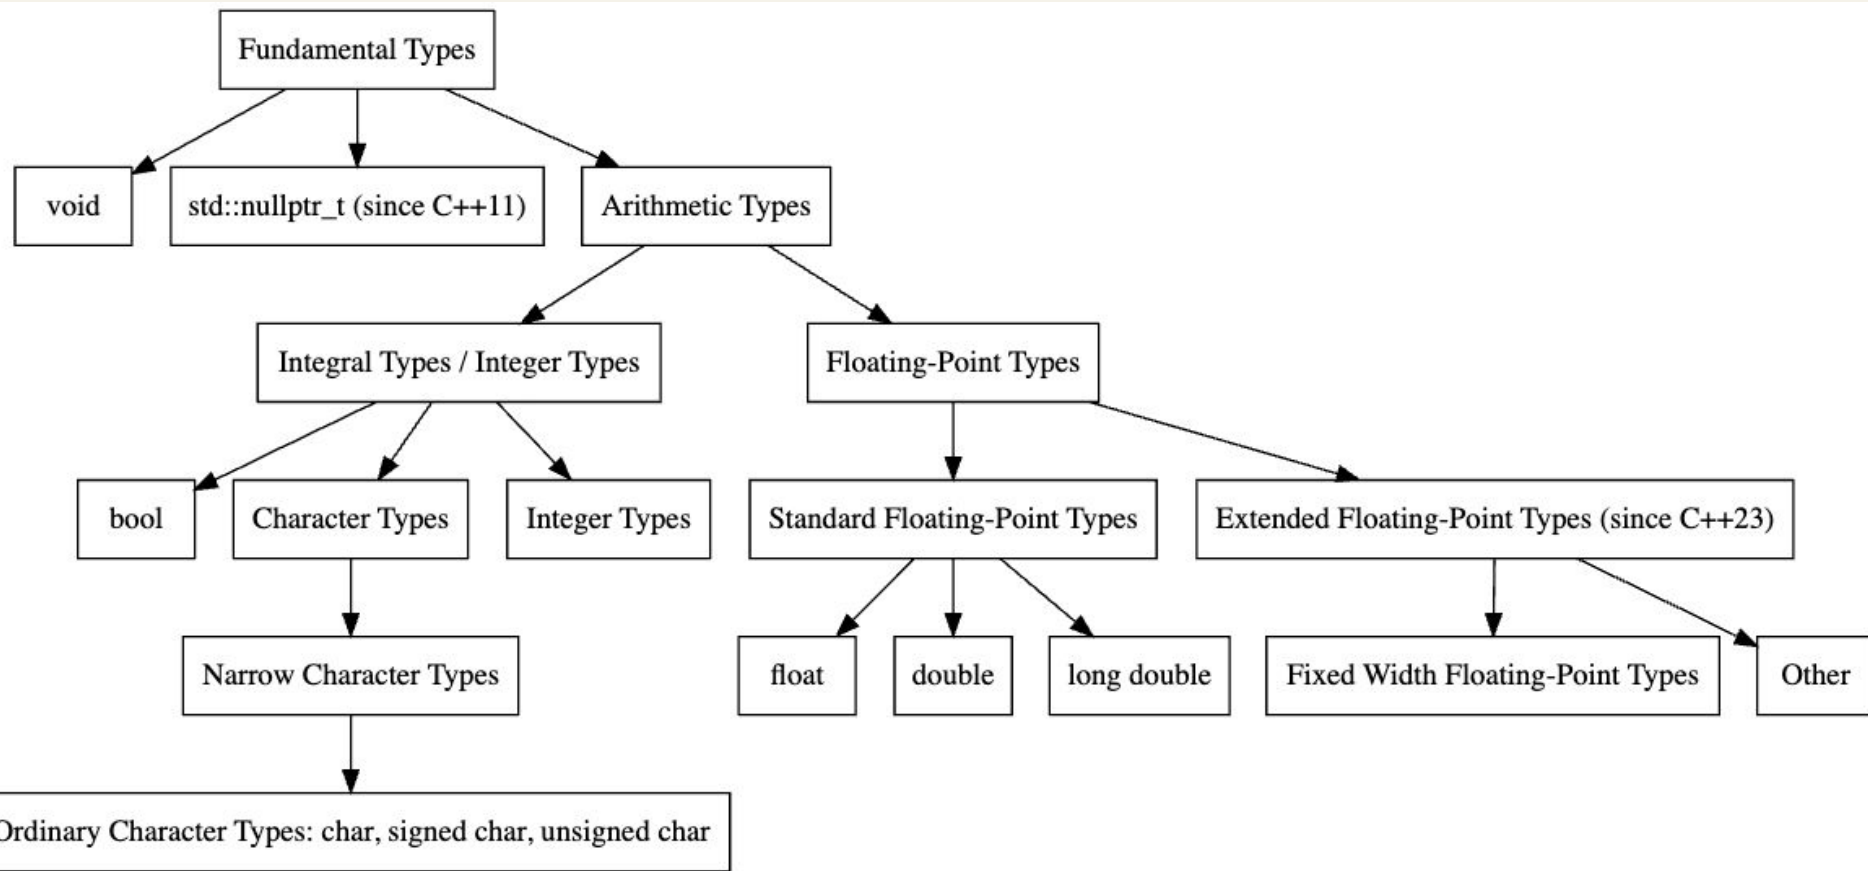 Fundamental Types
void
std::nullptr_t (since C++11)
Arithmetic Types
Integral Types / Integer Types
Floating-Point Types
bool
Character Types
Integer Types
Standard Floating-Point Types
Extended Floating-Point Types (since C++23)
Narrow Character Types
float
double
long double
Fixed Width Floating-Point Types
Other
Ordinary Character Types: char, signed char, unsigned char